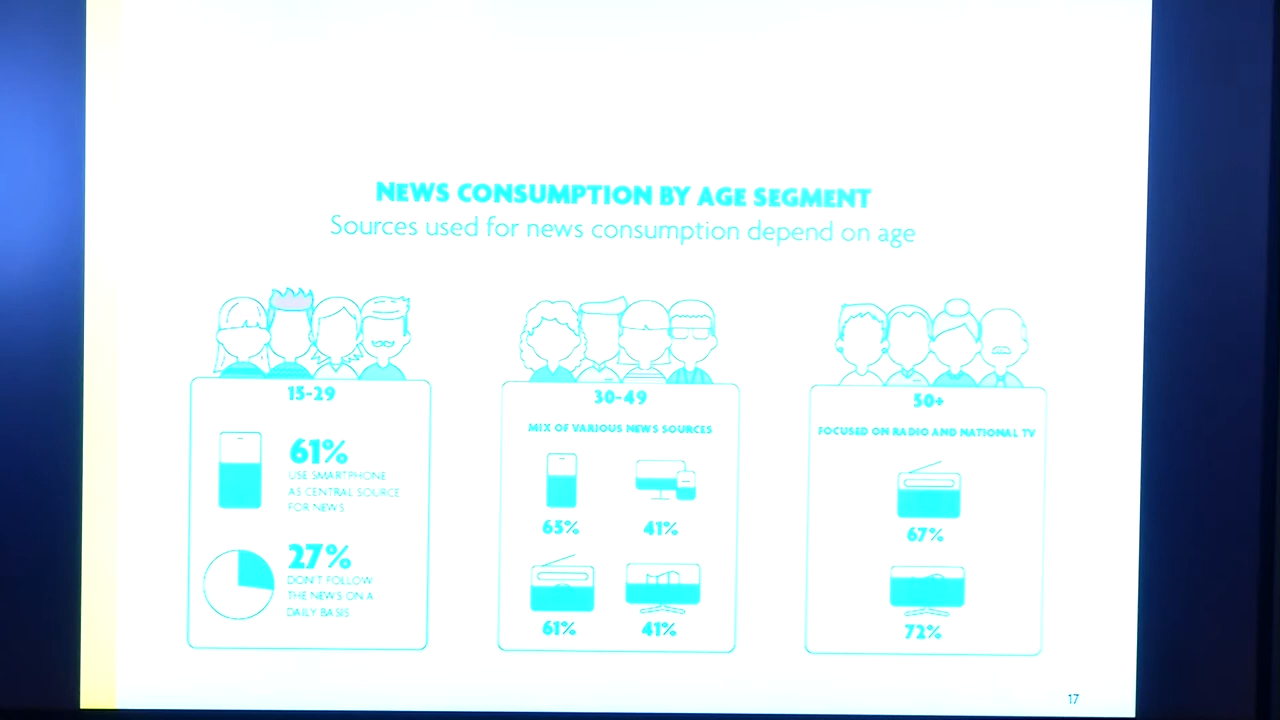 NEWS CONSUMPTION BY AGE SEGMENT
Sources used for news consumption depend on age
15-29
61%
USE SMARTPHONE
AS CENTRAL SOURCE
FOR NEWS
27%
DON'T FOLLOW
THE NEWS ON A
DAILY BASIS
30-49
MIX OF VARIOUS NEWS SOURCES
65%
41%
61%
41%
50+
FOCUSED ON RADIO AND NATIONAL TV
67%
72%
17